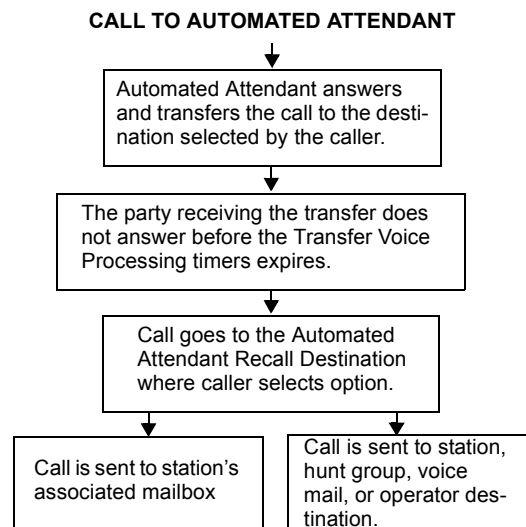 CALL TO AUTOMATED ATTENDANT
Automated Attendant answers
and transfers the call to the desti-
nation selected by the caller.
The party receiving the transfer does
not answer before the Transfer Voice
Processing timers expires.
Call goes to the Automated
Attendant Recall Destination
where caller selects option.
Call is sent to station’s
associated mailbox
Call is sent to station,
hunt group, voice
mail, or operator des-
tination.